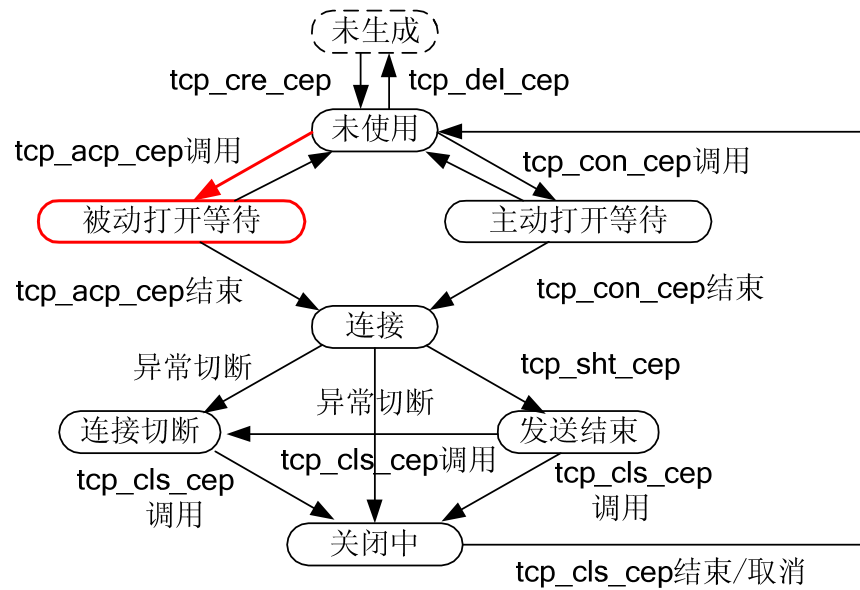 未生成
tcp_cre_cep
tcp_del_cep
未使用
tcp_acp_cep调用
tcp_con_cep调用
被动打开等待
主动打开等待
tcp_acp_cep结束
tcp_con_cep结束
连接
异常切断
tcp_sht_cep
异常切断
连接切断
发送结束
tcp_cls_cep调用
tcp_cls_cep
调用
tcp_cls_cep
调用
关闭中
tcp_cls_cep结束/取消